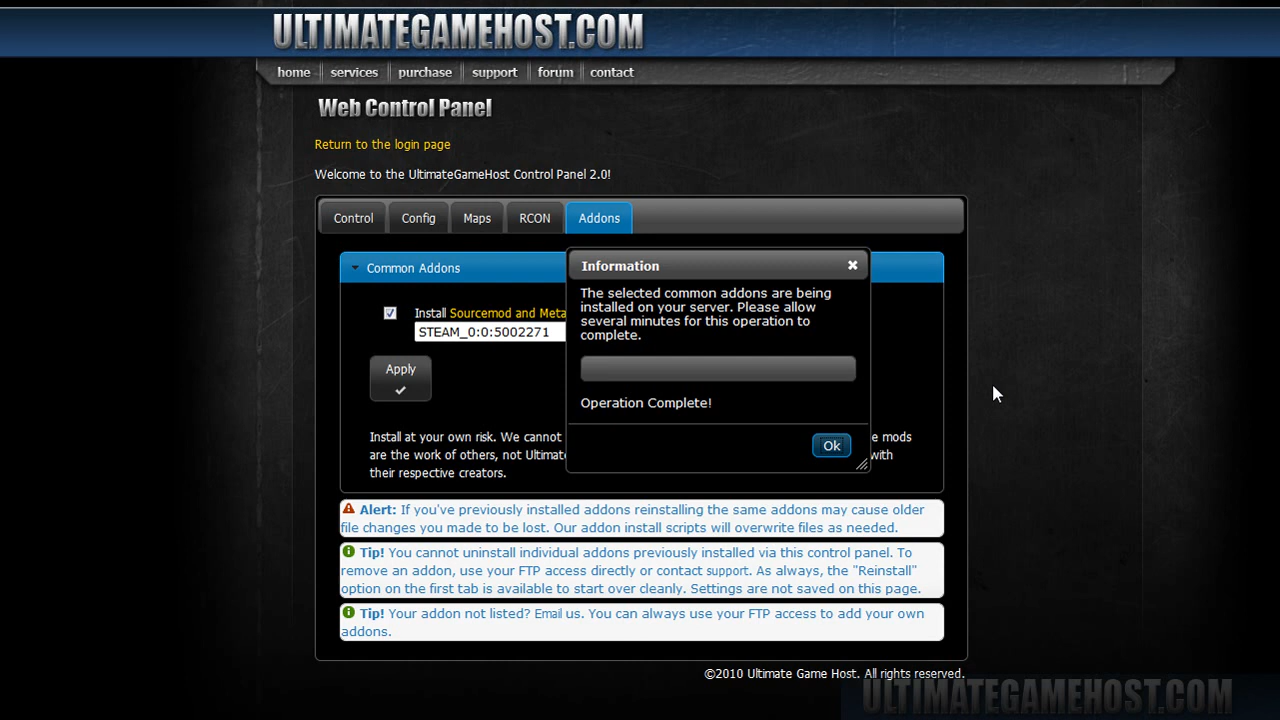 ULTIMATEGAMEHOST.COM
home services purchase support forum contact
Web Control Panel
Return to the login page
Welcome to the UltimateGameHost Control Panel 2.0!
Control Config Maps RCON Addons
Common Addons
Install Sourcemod and Meta
STEAM_0:0:5002271
Apply
Information
The selected common addons are being
installed on your server. Please allow
several minutes for this operation to
complete.
Operation Complete!
Ok
Install at your own risk. We cannot e mods
are the work of others, not Ultimate with
their respective creators.
Alert: If you've previously installed addons reinstalling the same addons may cause older
file changes you made to be lost. Our addon install scripts will overwrite files as needed.
Tip! You cannot uninstall individual addons previously installed via this control panel. To
remove an addon, use your FTP access directly or contact support. As always, the "Reinstall"
option on the first tab is available to start over cleanly. Settings are not saved on this page.
Tip! Your addon not listed? Email us. You can always use your FTP access to add your own
addons.
©2010 Ultimate Game Host. All rights reserved.
ULTIMATEGAMEHOST.COM